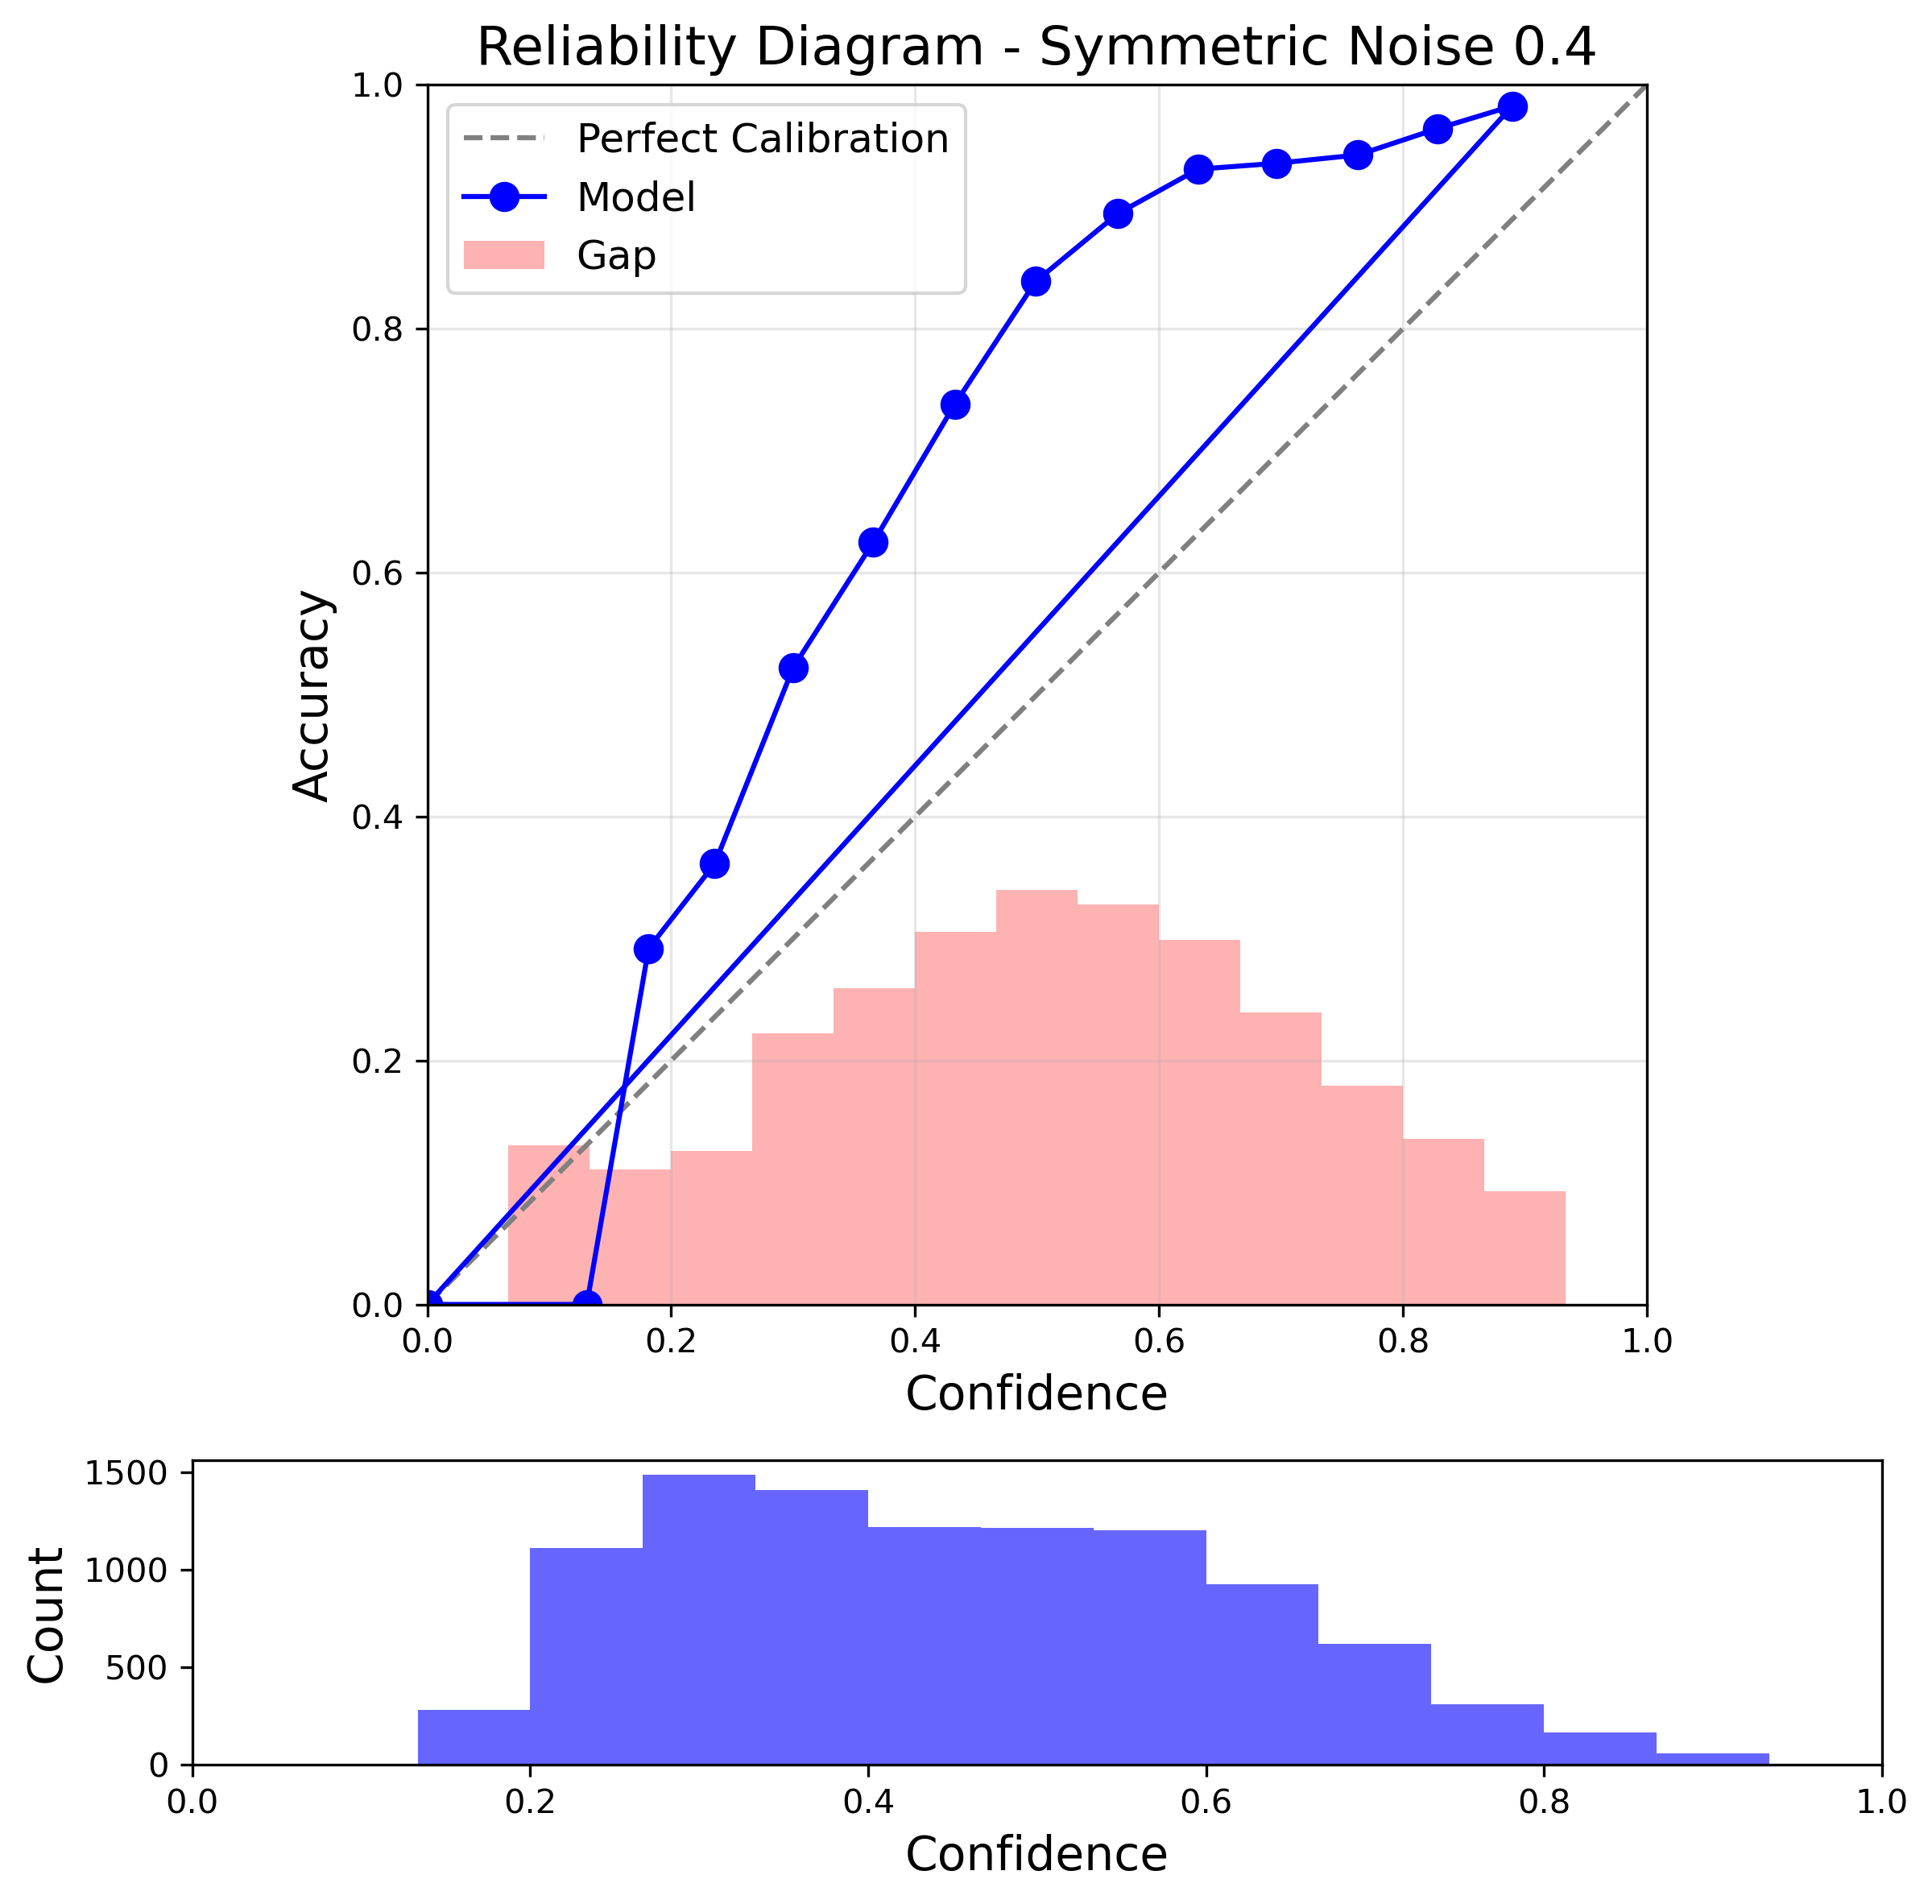 Reliability Diagram - Symmetric Noise 0.4
1.0
0.8
0.6
0.4
0.2
0.0
Accuracy
Perfect Calibration
Model
Gap
0.0 0.2 0.4 0.6 0.8 1.0
Confidence
1500
1000
500
0
Count
0.0 0.2 0.4 0.6 0.8 1.0
Confidence